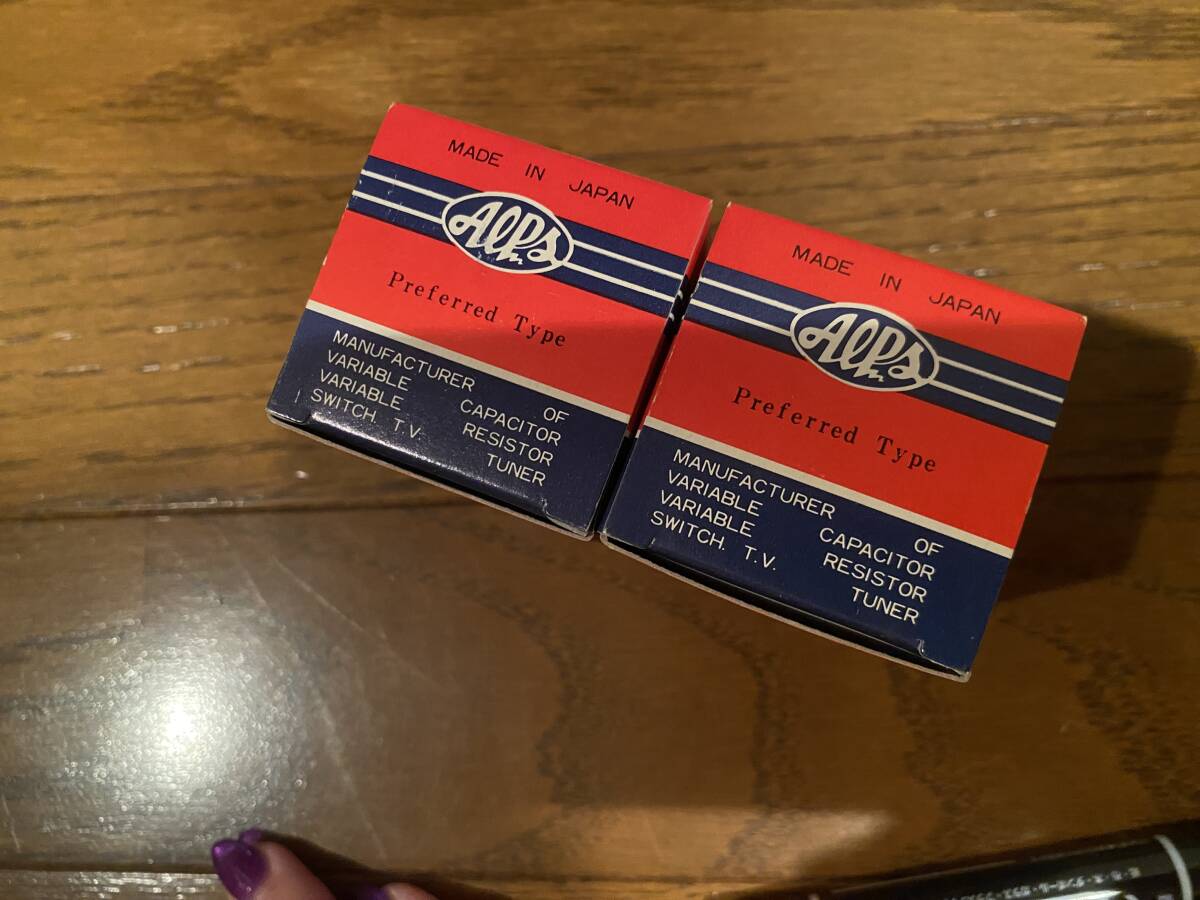 MADE IN JAPAN
Alps
Preferred Type
MANUFACTURER OF
VARIABLE CAPACITOR
VARIABLE RESISTOR
SWITCH. T.V. TUNER
MADE IN JAPAN
Alps
Preferred Type
MANUFACTURER OF
VARIABLE CAPACITOR
VARIABLE RESISTOR
SWITCH. T.V. TUNER